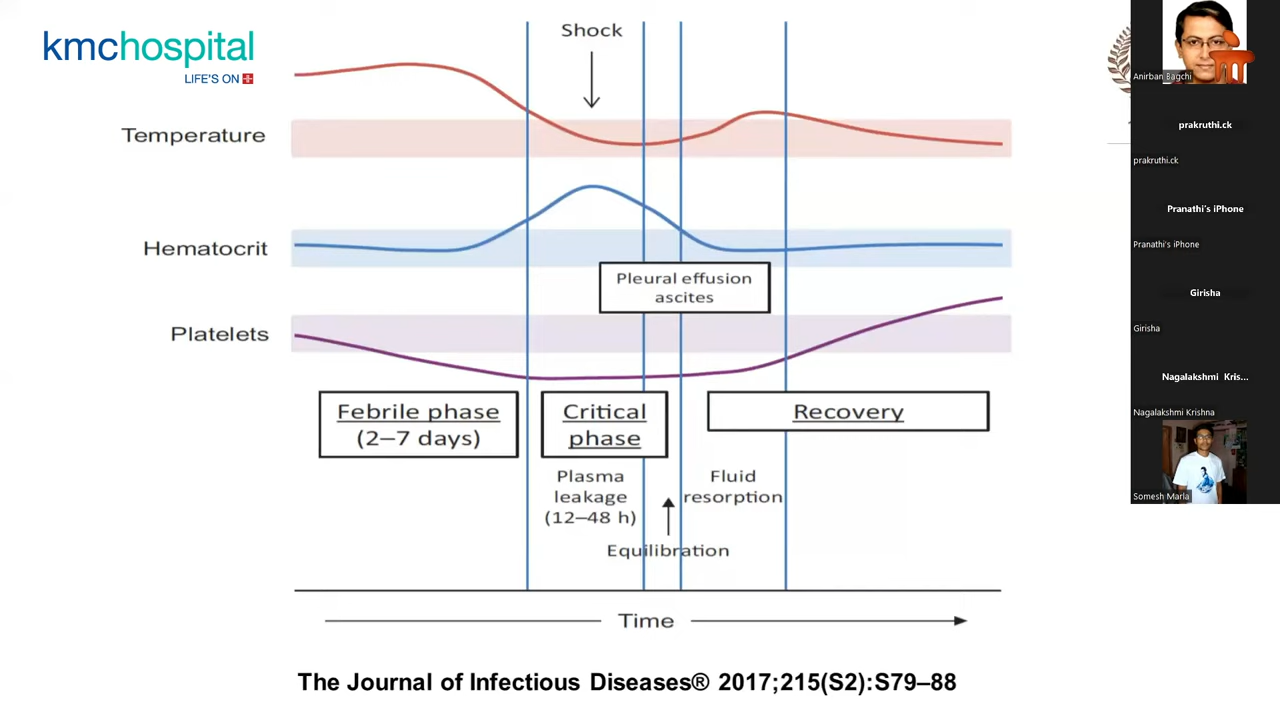 kmchospital
LIFE'S ON
Shock
Temperature
Hematocrit
Pleural effusion
ascites
Platelets
Febrile phase
(2–7 days)
Critical
phase
Recovery
Plasma
leakage
(12–48 h)
Fluid
resorption
Equilibration
Time
The Journal of Infectious Diseases® 2017;215(S2):S79–88
Anirban Bagchi
prakruthi.ck
prakruthi.ck
Pranathi's iPhone
Pranathi's iPhone
Girisha
Girisha
Nagalakshmi Kris...
Nagalakshmi Krishna
Somesh Marla